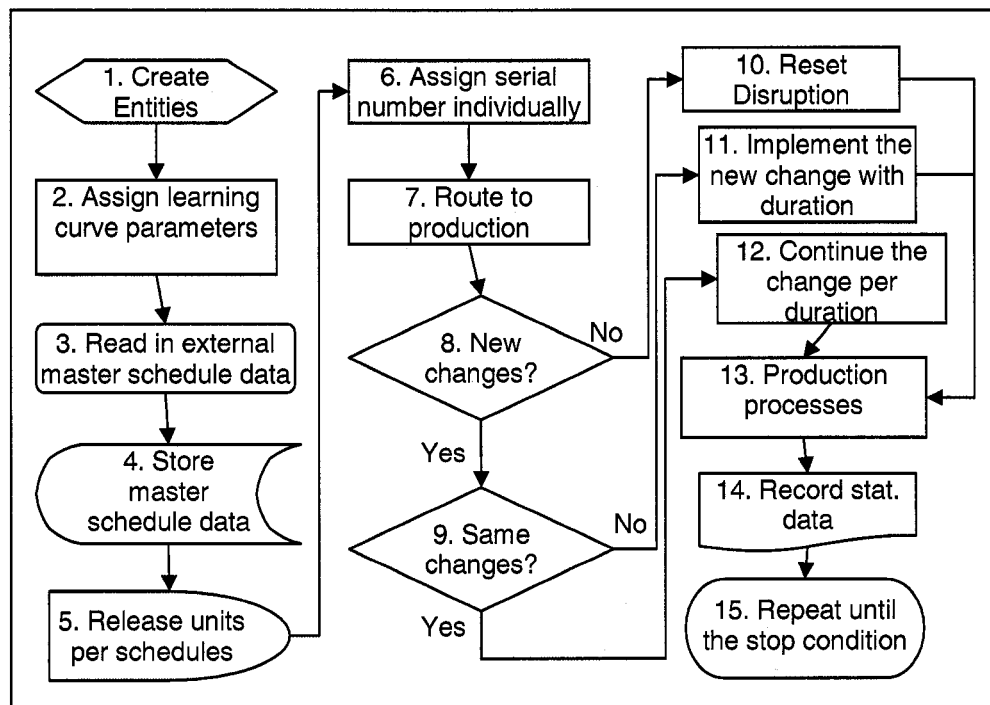 1. Create
Entities
2. Assign learning
curve parameters
3. Read in external
master schedule data
4. Store
master
schedule data
5. Release units
per schedules
6. Assign serial
number individually
7. Route to
production
8. New
changes?
No
Yes
9. Same
changes?
No
Yes
10. Reset
Disruption
11. Implement the
new change with
duration
12. Continue the
change per
duration
13. Production
processes
14. Record stat.
data
15. Repeat until
the stop condition